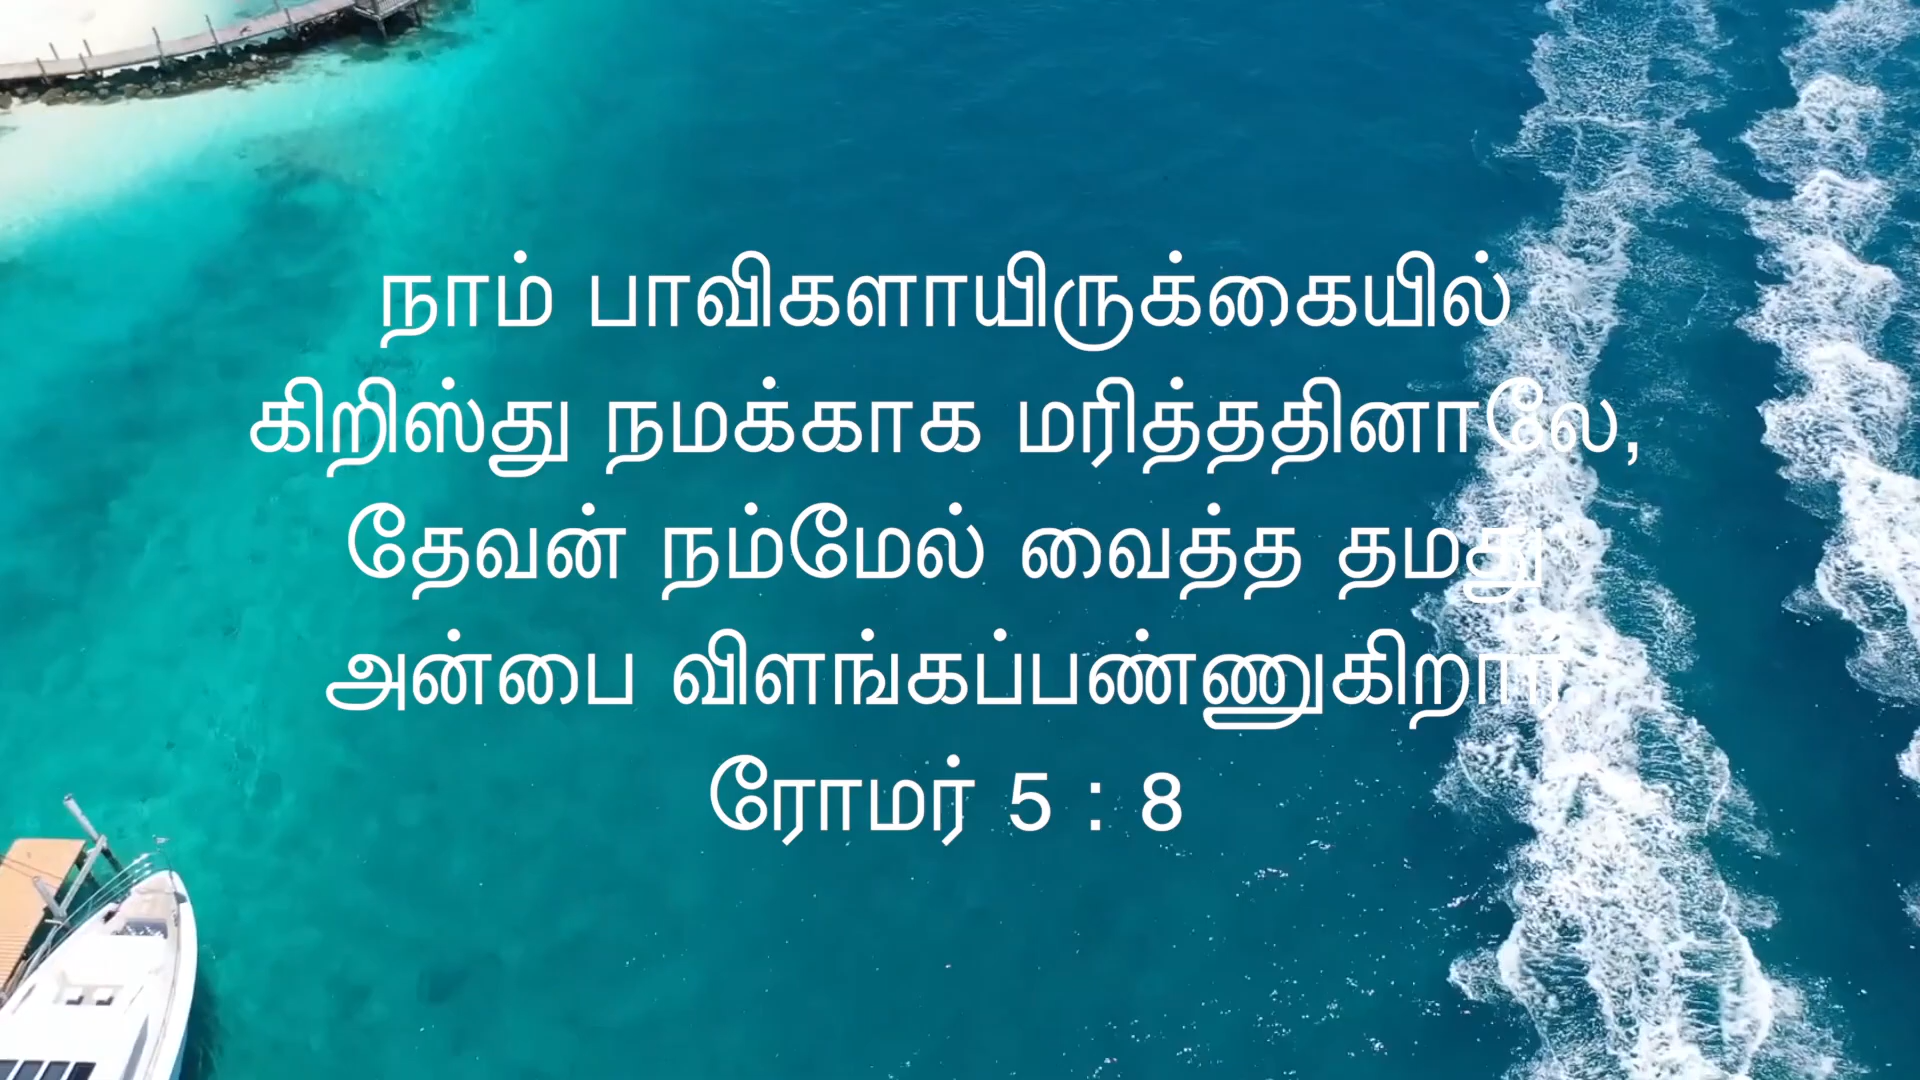 நாம் பாவிகளாயிருக்கையில்
கிறிஸ்து நமக்காக மரித்ததினாலே,
தேவன் நம்மேல் வைத்த தமது
அன்பை விளங்கப்பண்ணுகிறார்.
ரோமர் 5 : 8